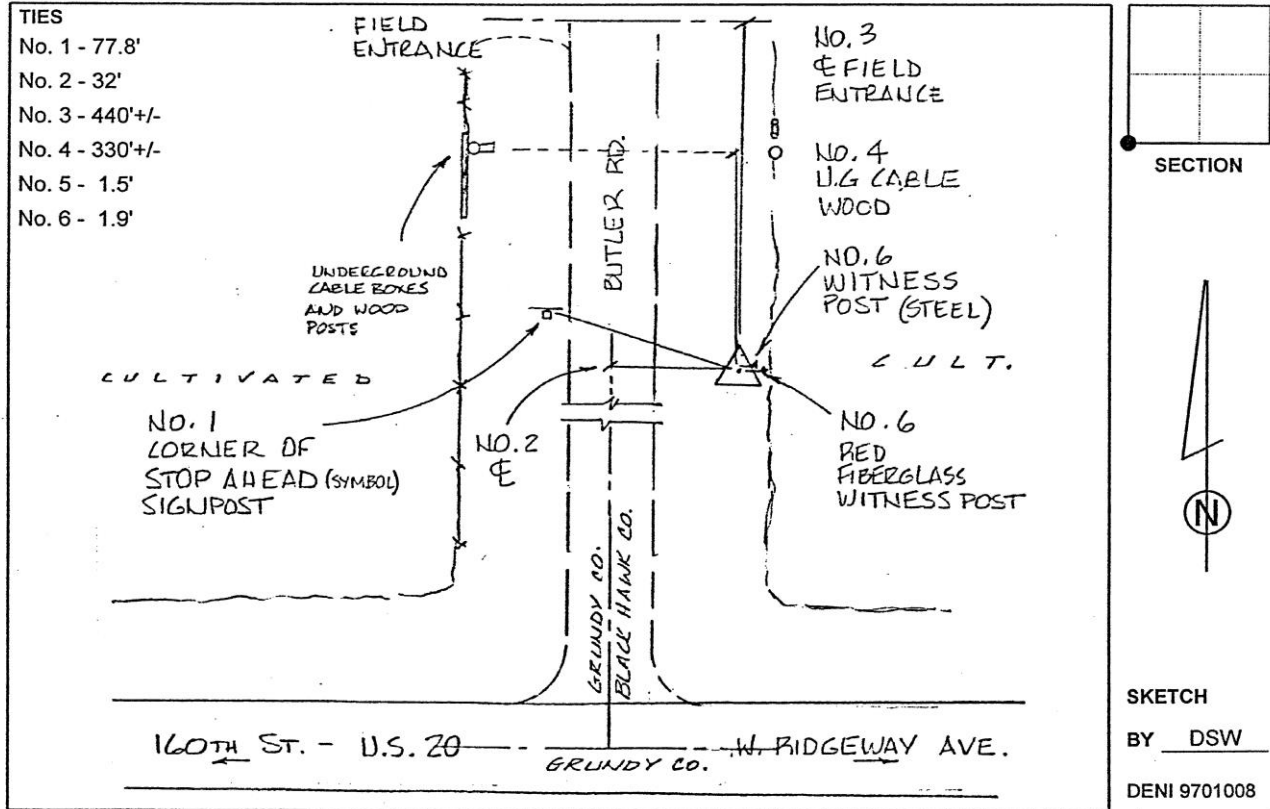 TIES
No. 1 - 77.8'
No. 2 - 32'
No. 3 - 440'+/-
No. 4 - 330'+/-
No. 5 - 1.5'
No. 6 - 1.9'
FIELD
ENTRANCE
NO. 3
℄ FIELD
ENTRANCE
NO. 4
U.G CABLE
WOOD
BUTLER RD.
UNDERGROUND
CABLE BOXES
AND WOOD
POSTS
NO. 6
WITNESS
POST (STEEL)
CULTIVATED
CULT.
NO. 1
CORNER OF
STOP AHEAD (SYMBOL)
SIGNPOST
NO. 2
℄
NO. 6
RED
FIBERGLASS
WITNESS POST
GRUNDY CO.
BLACK HAWK CO.
160TH ST. - U.S. 20
W. RIDGEWAY AVE.
GRUNDY CO.
SECTION
N
SKETCH
BY DSW
DENI 9701008